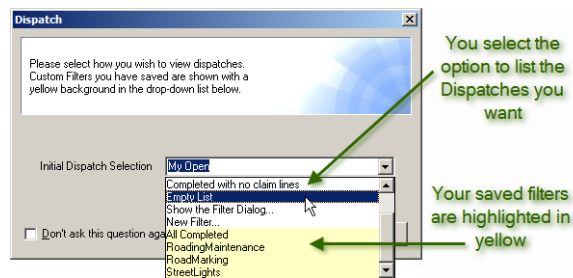 Dispatch
Please select how you wish to view dispatches.
Custom Filters you have saved are shown with a
yellow background in the drop-down list below.
Initial Dispatch Selection
My Open
Completed with no claim lines
Empty List
Show the Filter Dialog...
New Filter...
Don't ask this question aga
All Completed
RoadingMaintenance
RoadMarking
StreetLights
You select the
option to list the
Dispatches you
want
Your saved filters
are highlighted in
yellow